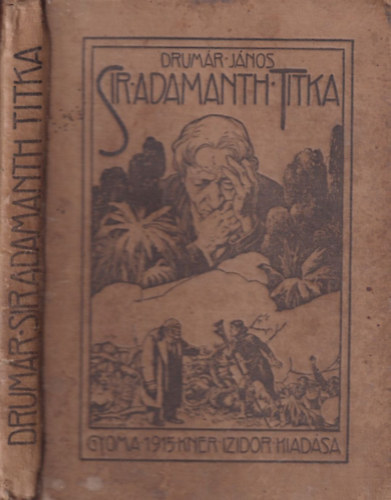 DRUMÁR SIR ADAMANTH TITKA
DRUMÁR·JÁNOS
SIR·ADAMANTH·TITKA
GYOMA·1915·KNER IZIDOR·KIADÁSA